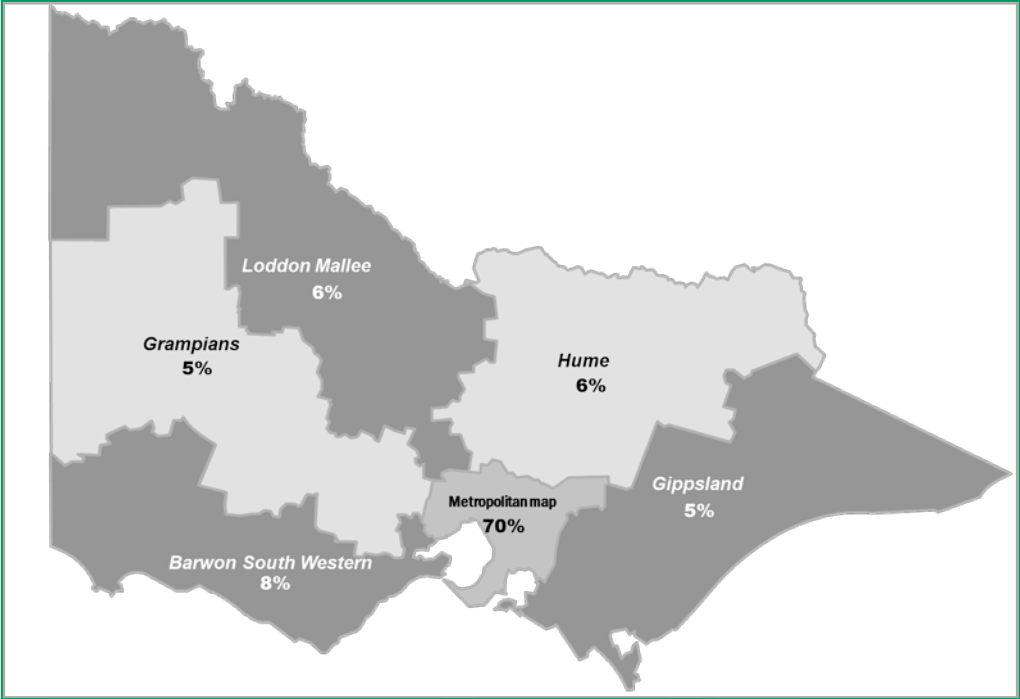 Loddon Mallee
6%
Grampians
5%
Hume
6%
Gippsland
5%
Metropolitan map
70%
Barwon South Western
8%